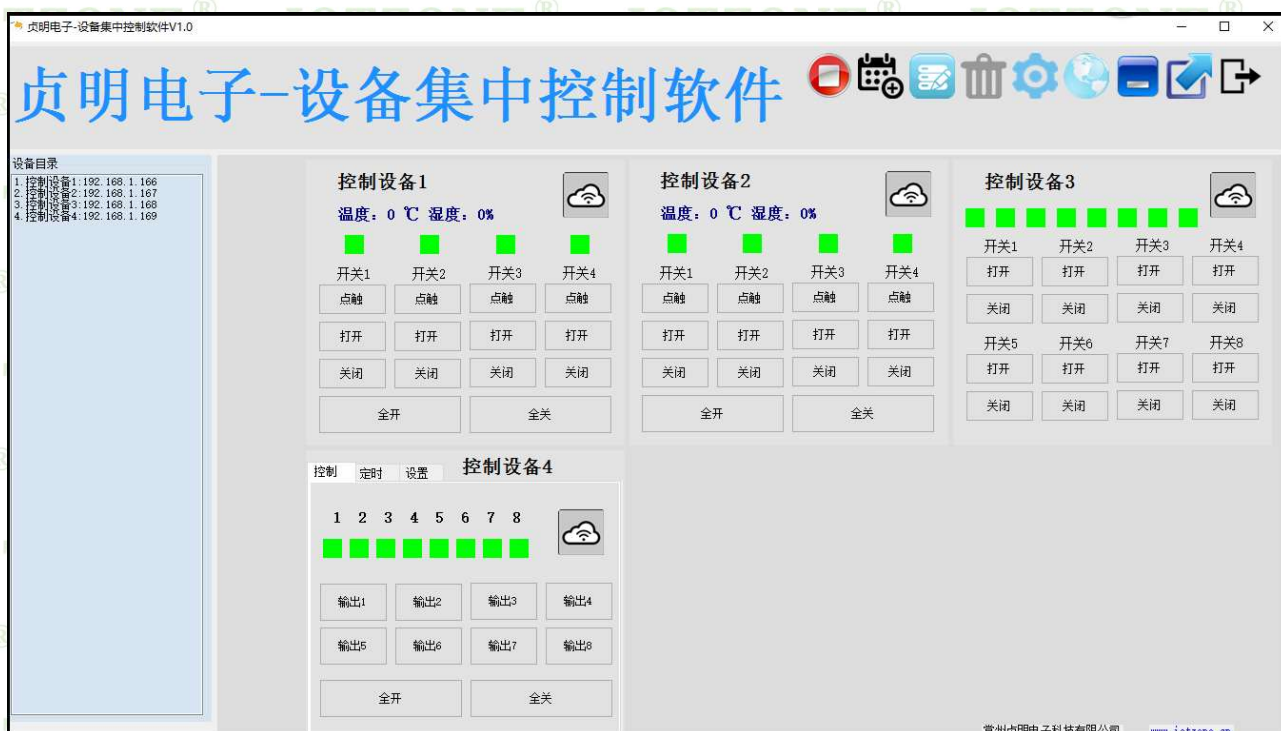 贞明电子-设备集中控制软件V1.0
贞明电子-设备集中控制软件
设备目录
1.控制设备1:192.168.1.166
2.控制设备2:192.168.1.167
3.控制设备3:192.168.1.168
4.控制设备4:192.168.1.169
控制设备1
温度：0 ℃ 湿度：0%
开关1 开关2 开关3 开关4
点触 点触 点触 点触
打开 打开 打开 打开
关闭 关闭 关闭 关闭
全开 全关
控制设备2
温度：0 ℃ 湿度：0%
开关1 开关2 开关3 开关4
点触 点触 点触 点触
打开 打开 打开 打开
关闭 关闭 关闭 关闭
全开 全关
控制设备3
开关1 开关2 开关3 开关4
打开 打开 打开 打开
关闭 关闭 关闭 关闭
开关5 开关6 开关7 开关8
打开 打开 打开 打开
关闭 关闭 关闭 关闭
控制 定时 设置 控制设备4
1 2 3 4 5 6 7 8
输出1 输出2 输出3 输出4
输出5 输出6 输出7 输出8
全开 全关
常州贞明电子科技有限公司